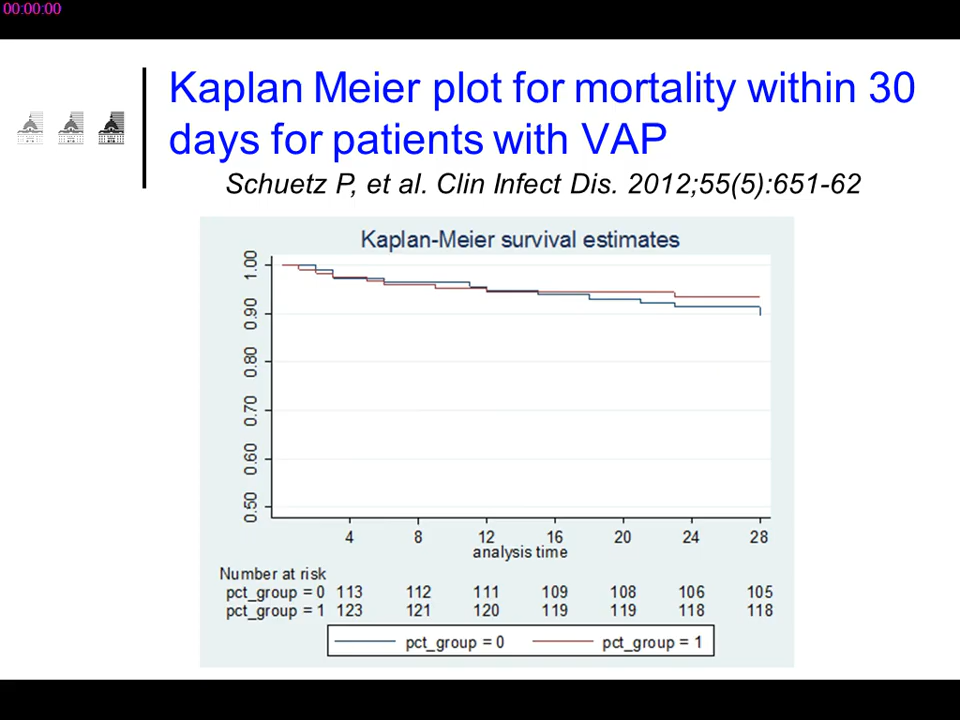 00:00:00
Kaplan Meier plot for mortality within 30
days for patients with VAP
Schuetz P, et al. Clin Infect Dis. 2012;55(5):651-62
Kaplan-Meier survival estimates
1.00
0.90
0.80
0.70
0.60
0.50
4 8 12 16 20 24 28
analysis time
Number at risk
pct_group = 0 113 112 111 109 108 106 105
pct_group = 1 123 121 120 119 119 118 118
pct_group = 0 pct_group = 1